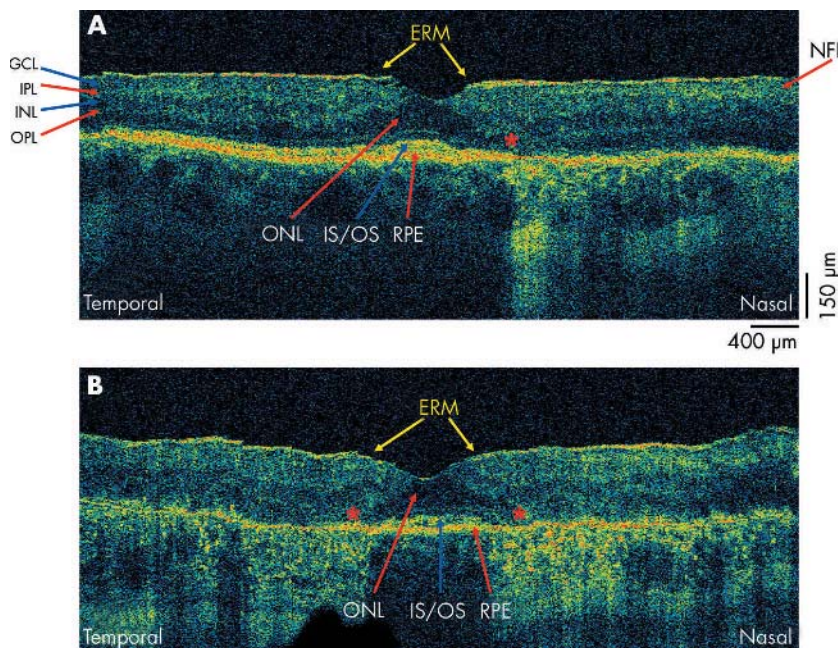 A
ERM
GCL
IPL
INL
OPL
NFL
*
ONL IS/OS RPE
Temporal
Nasal
150 µm
400 µm
B
ERM
* *
ONL IS/OS RPE
Temporal
Nasal